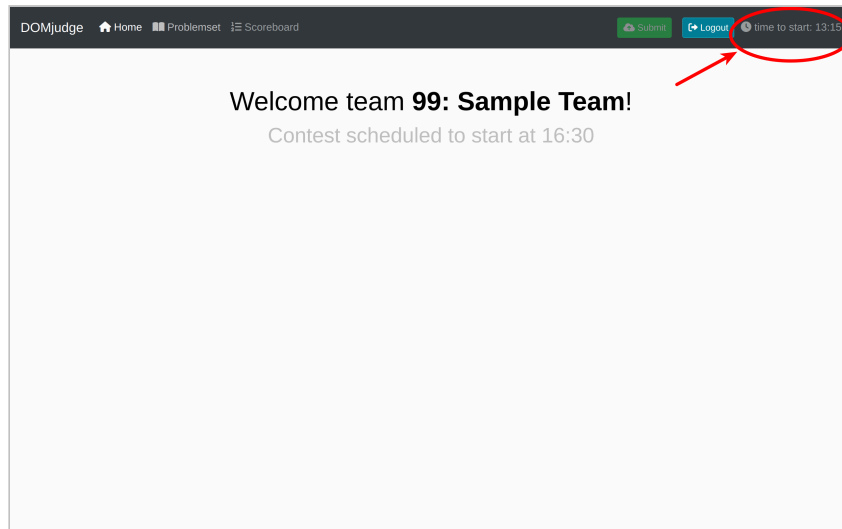 DOMjudge Home Problemset Scoreboard Submit Logout time to start: 13:15
Welcome team 99: Sample Team!
Contest scheduled to start at 16:30